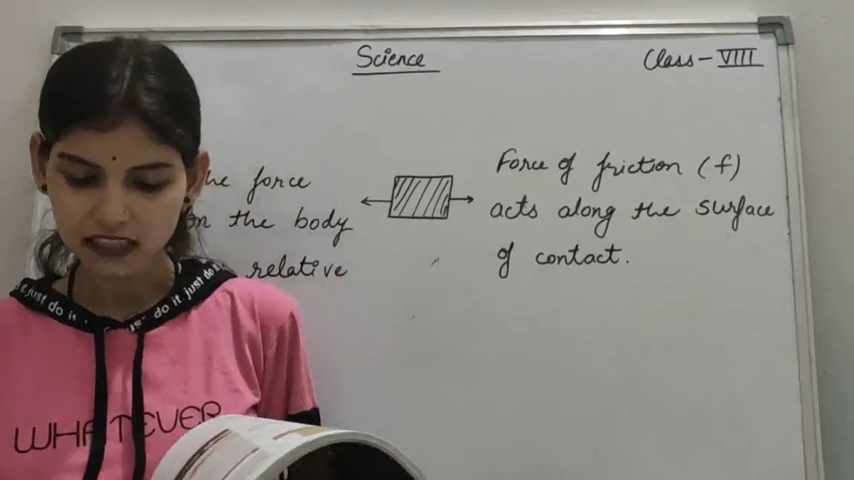 Science
Class - VIII
he force
on the body
relative
Force of friction (f)
acts along the surface
of contact.
just do it just do it
WHATEVER